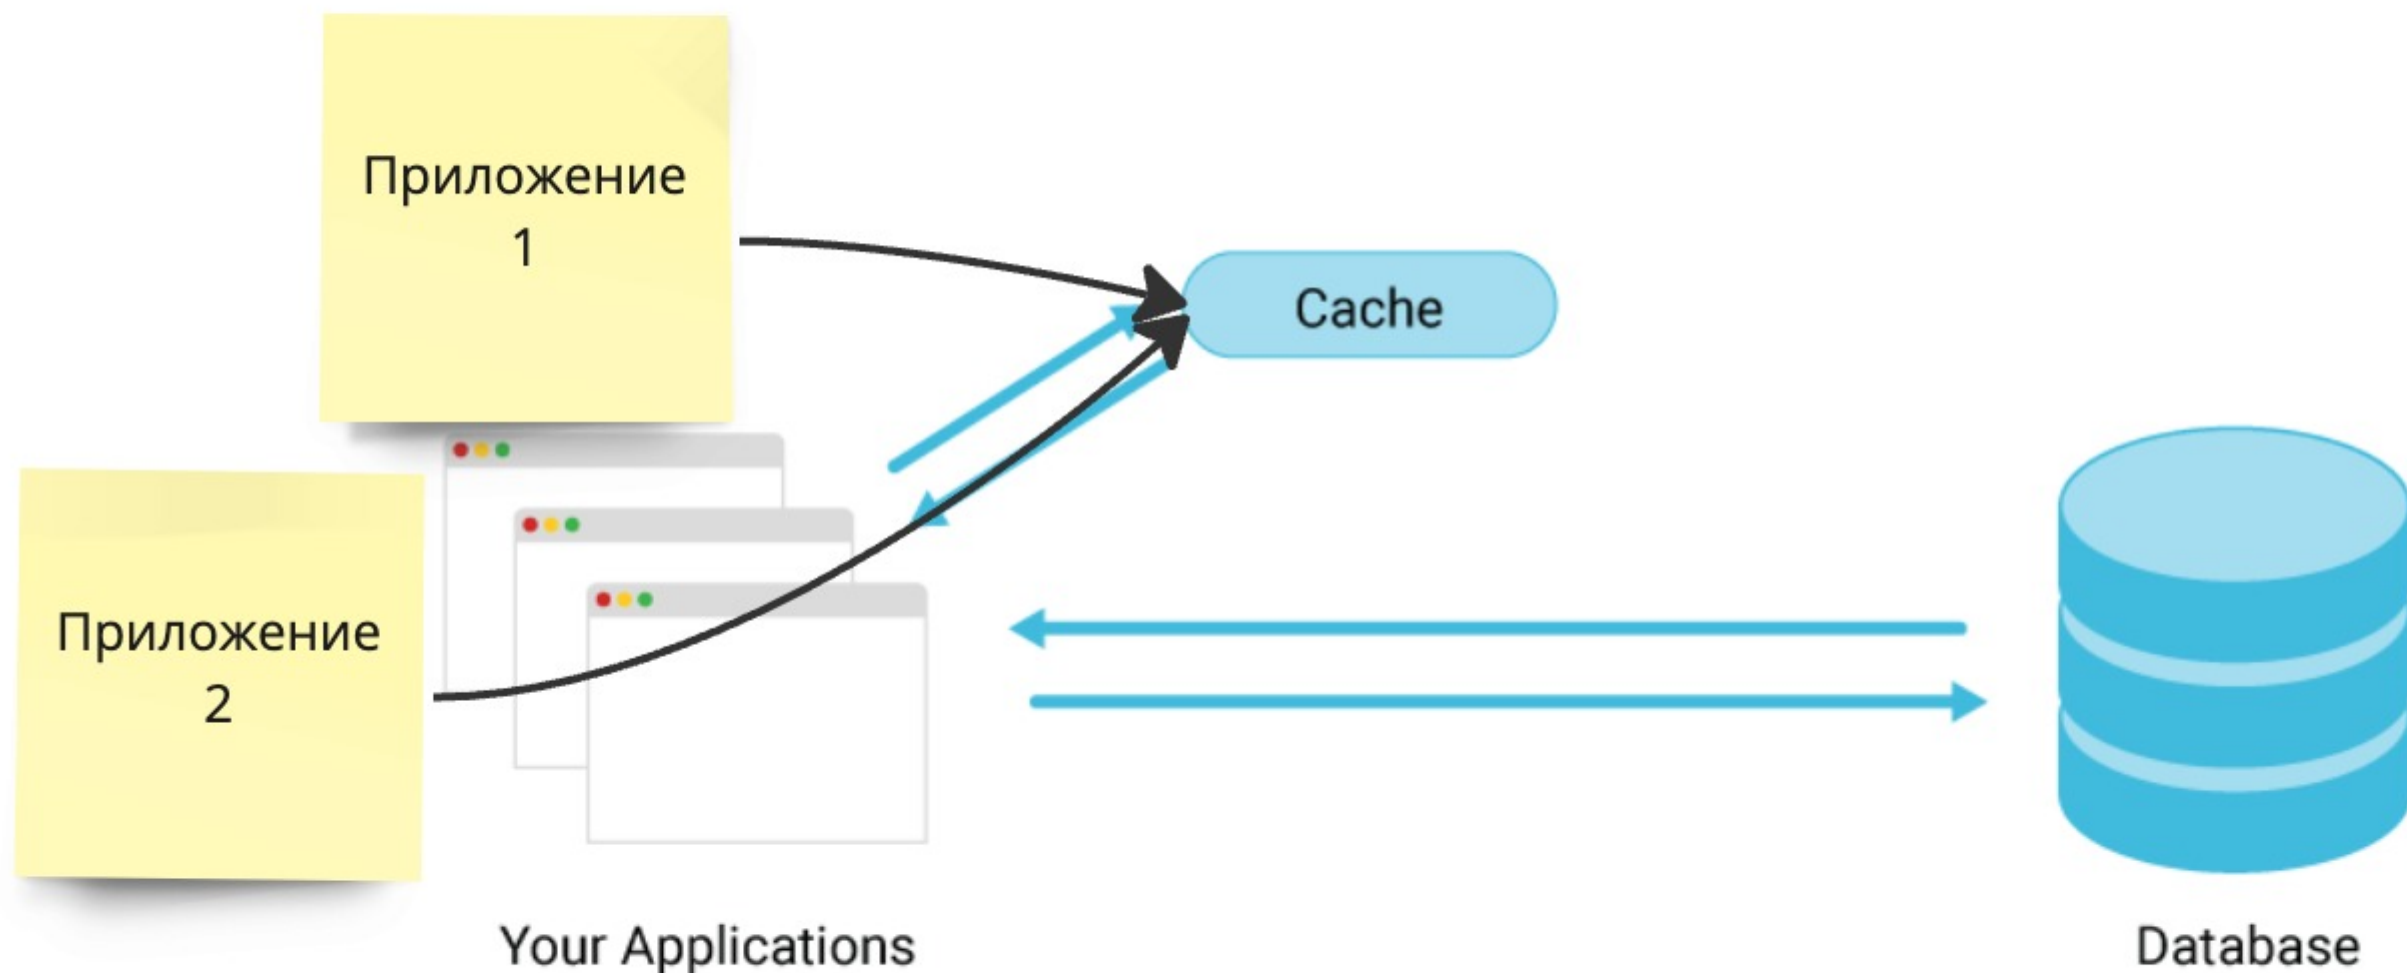 Приложение
1
Cache
Приложение
2
Your Applications
Database